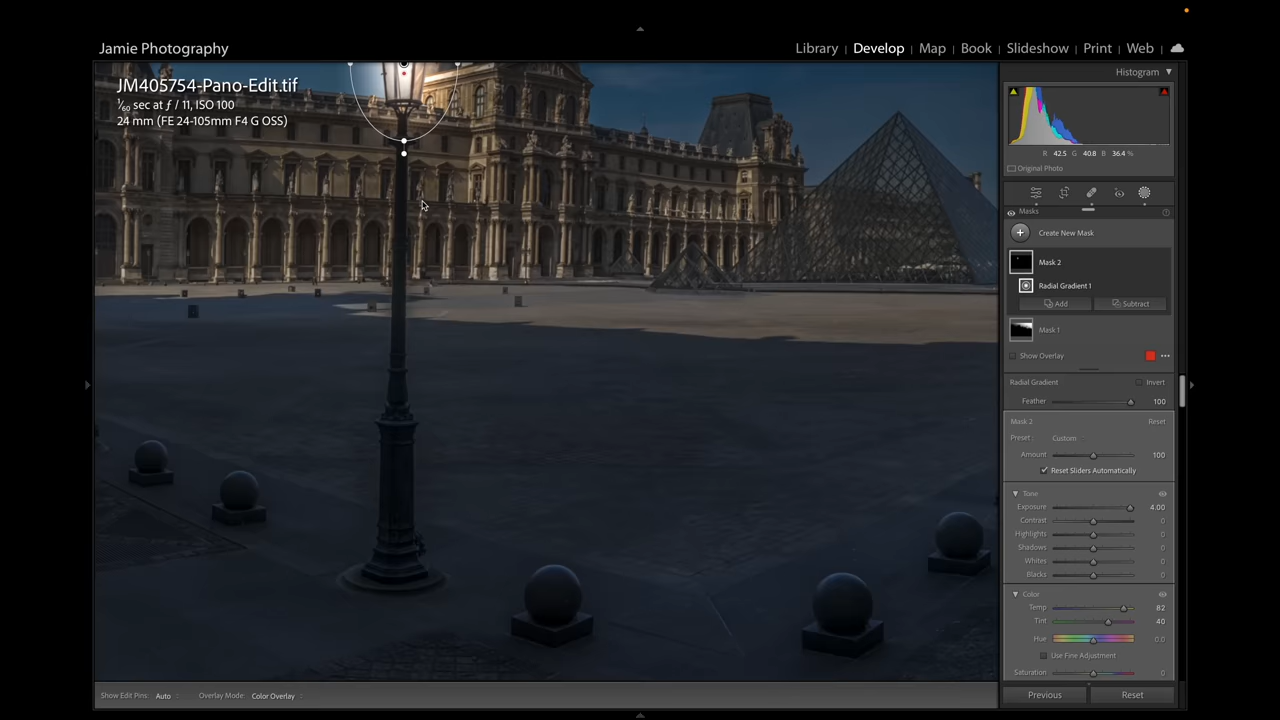 Jamie Photography
Library | Develop | Map | Book | Slideshow | Print | Web
JM405754-Pano-Edit.tif
1/60 sec at ƒ / 11, ISO 100
24 mm (FE 24-105mm F4 G OSS)
Histogram
R 42.5 G 40.8 B 36.4 %
Original Photo
Masks
Create New Mask
Mask 2
Radial Gradient 1
Add Subtract
Mask 1
Show Overlay
Radial Gradient Invert
Feather 100
Mask 2 Reset
Preset : Custom
Amount 100
Reset Sliders Automatically
Tone
Exposure 4.00
Contrast 0
Highlights 0
Shadows 0
Whites 0
Blacks 0
Color
Temp 82
Tint 40
Hue 0.0
Use Fine Adjustment
Saturation 0
Show Edit Pins: Auto Overlay Mode: Color Overlay
Previous Reset